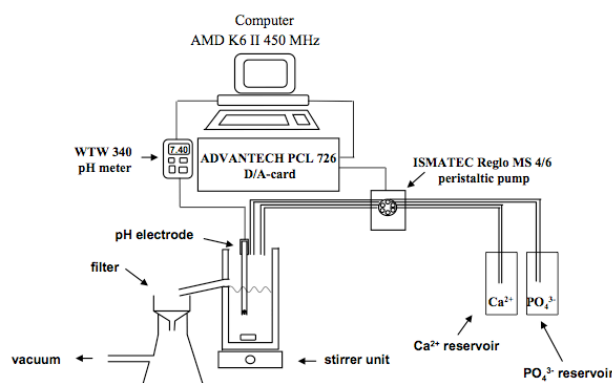 Computer
AMD K6 II 450 MHz
WTW 340
pH meter
7.40
ADVANTECH PCL 726
D/A-card
ISMATEC Reglo MS 4/6
peristaltic pump
pH electrode
filter
Ca²⁺
PO₄³⁻
vacuum
stirrer unit
Ca²⁺ reservoir
PO₄³⁻ reservoir